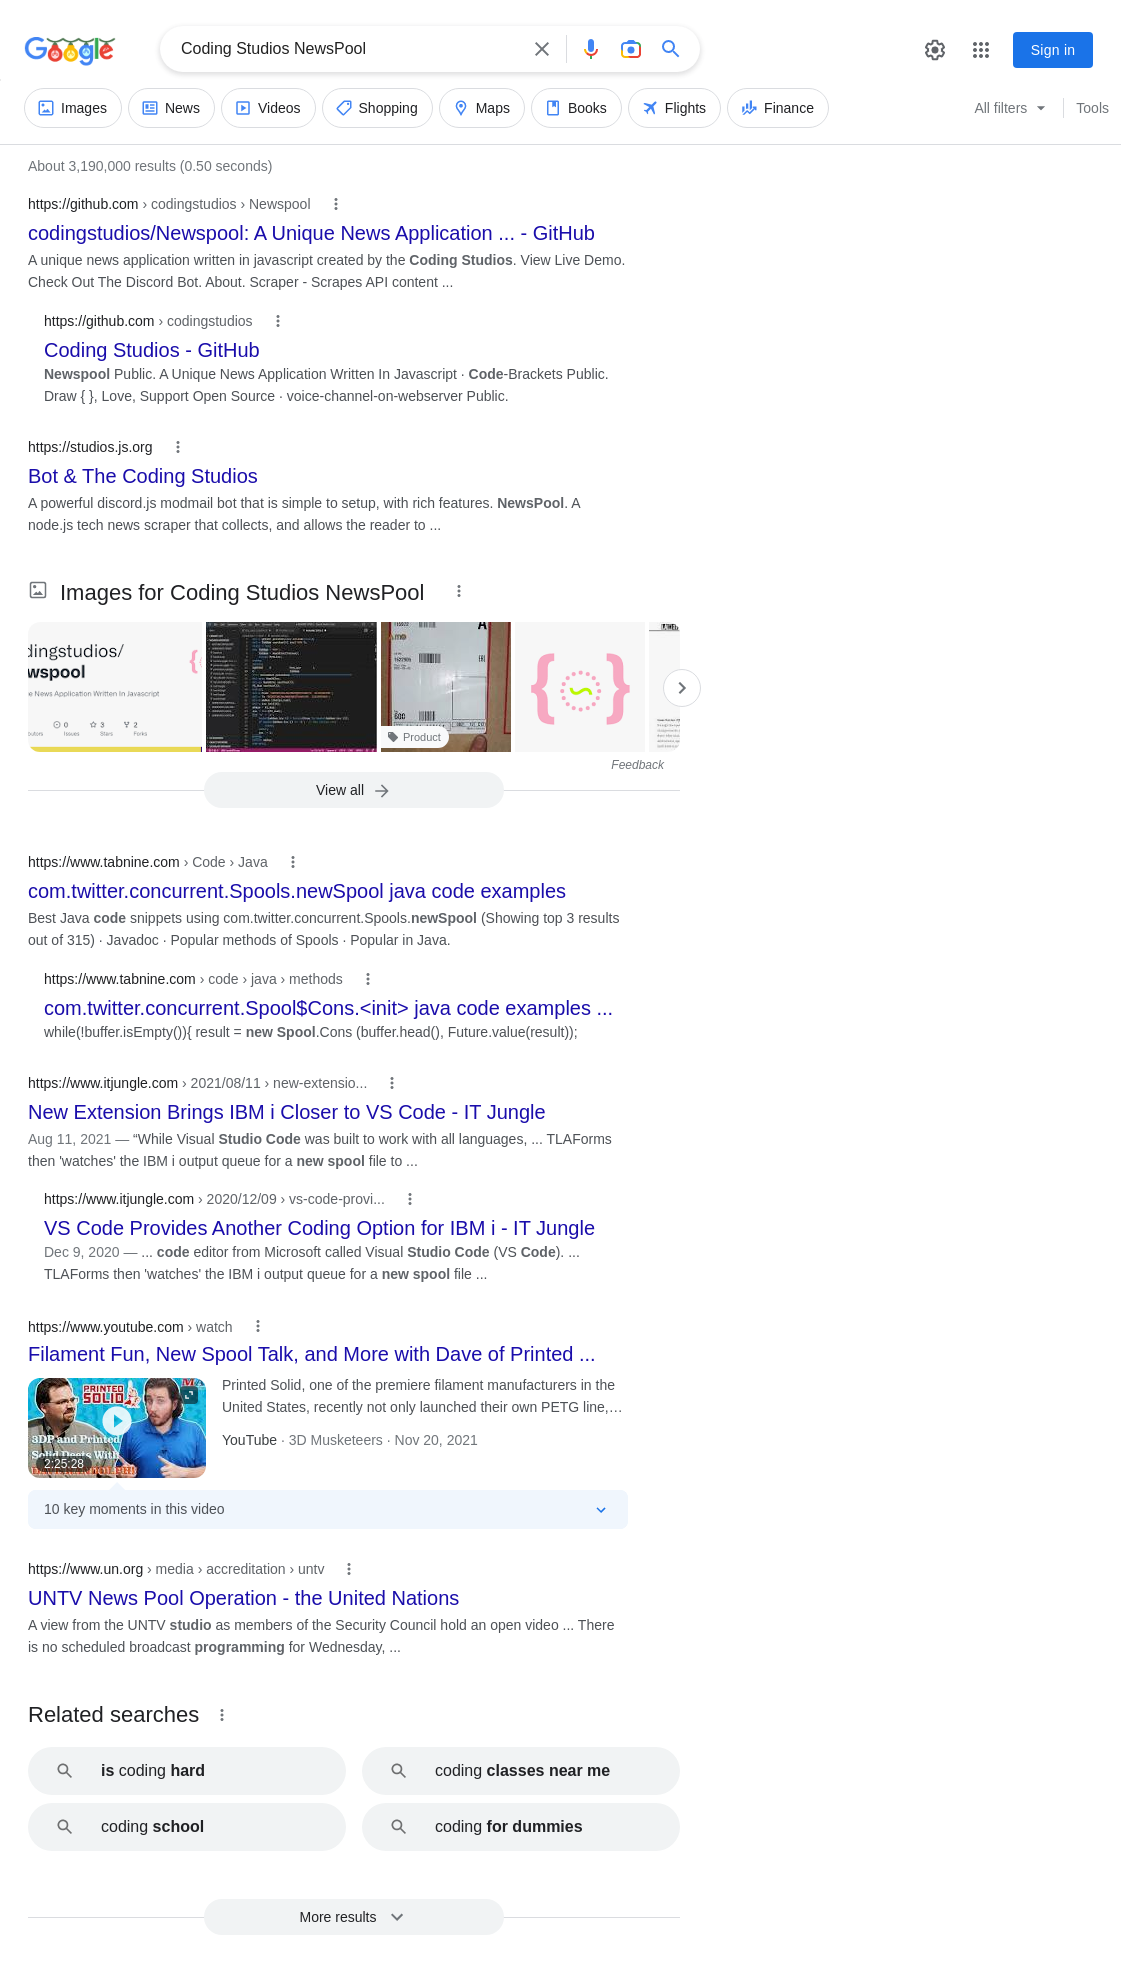 Google
Coding Studios NewsPool
Sign in
Images
News
Videos
Shopping
Maps
Books
Flights
Finance
All filters
Tools
About 3,190,000 results (0.50 seconds)
https://github.com › codingstudios › Newspool
codingstudios/Newspool: A Unique News Application ... - GitHub
A unique news application written in javascript created by the Coding Studios. View Live Demo.
Check Out The Discord Bot. About. Scraper - Scrapes API content ...
https://github.com › codingstudios
Coding Studios - GitHub
Newspool Public. A Unique News Application Written In Javascript · Code-Brackets Public.
Draw { }, Love, Support Open Source · voice-channel-on-webserver Public.
https://studios.js.org
Bot & The Coding Studios
A powerful discord.js modmail bot that is simple to setup, with rich features. NewsPool. A
node.js tech news scraper that collects, and allows the reader to ...
Images for Coding Studios NewsPool
dingstudios/
wspool
e News Application Written In Javascript
0
3
2
Issues
Stars
Forks
Product
Feedback
View all
https://www.tabnine.com › Code › Java
com.twitter.concurrent.Spools.newSpool java code examples
Best Java code snippets using com.twitter.concurrent.Spools.newSpool (Showing top 3 results
out of 315) · Javadoc · Popular methods of Spools · Popular in Java.
https://www.tabnine.com › code › java › methods
com.twitter.concurrent.Spool$Cons.<init> java code examples ...
while(!buffer.isEmpty()){ result = new Spool.Cons (buffer.head(), Future.value(result));
https://www.itjungle.com › 2021/08/11 › new-extensio...
New Extension Brings IBM i Closer to VS Code - IT Jungle
Aug 11, 2021 — “While Visual Studio Code was built to work with all languages, ... TLAForms
then 'watches' the IBM i output queue for a new spool file to ...
https://www.itjungle.com › 2020/12/09 › vs-code-provi...
VS Code Provides Another Coding Option for IBM i - IT Jungle
Dec 9, 2020 — ... code editor from Microsoft called Visual Studio Code (VS Code). ...
TLAForms then 'watches' the IBM i output queue for a new spool file ...
https://www.youtube.com › watch
Filament Fun, New Spool Talk, and More with Dave of Printed ...
PRINTED
SOLID
3DP and Printed
Solid Deets With
2:25:28
Printed Solid, one of the premiere filament manufacturers in the
United States, recently not only launched their own PETG line,…
YouTube · 3D Musketeers · Nov 20, 2021
10 key moments in this video
https://www.un.org › media › accreditation › untv
UNTV News Pool Operation - the United Nations
A view from the UNTV studio as members of the Security Council hold an open video ... There
is no scheduled broadcast programming for Wednesday, ...
Related searches
is coding hard
coding classes near me
coding school
coding for dummies
More results